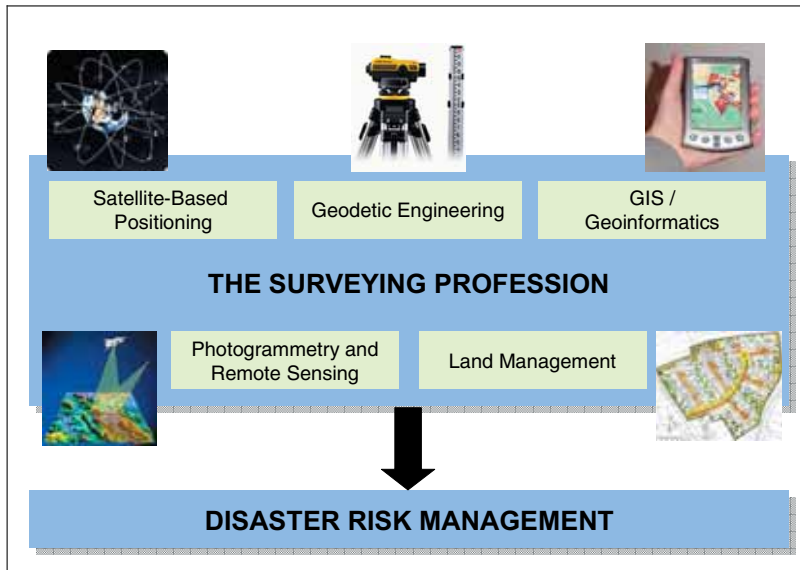 Satellite-Based
Positioning
Geodetic Engineering
GIS /
Geoinformatics
THE SURVEYING PROFESSION
Photogrammetry and
Remote Sensing
Land Management
DISASTER RISK MANAGEMENT